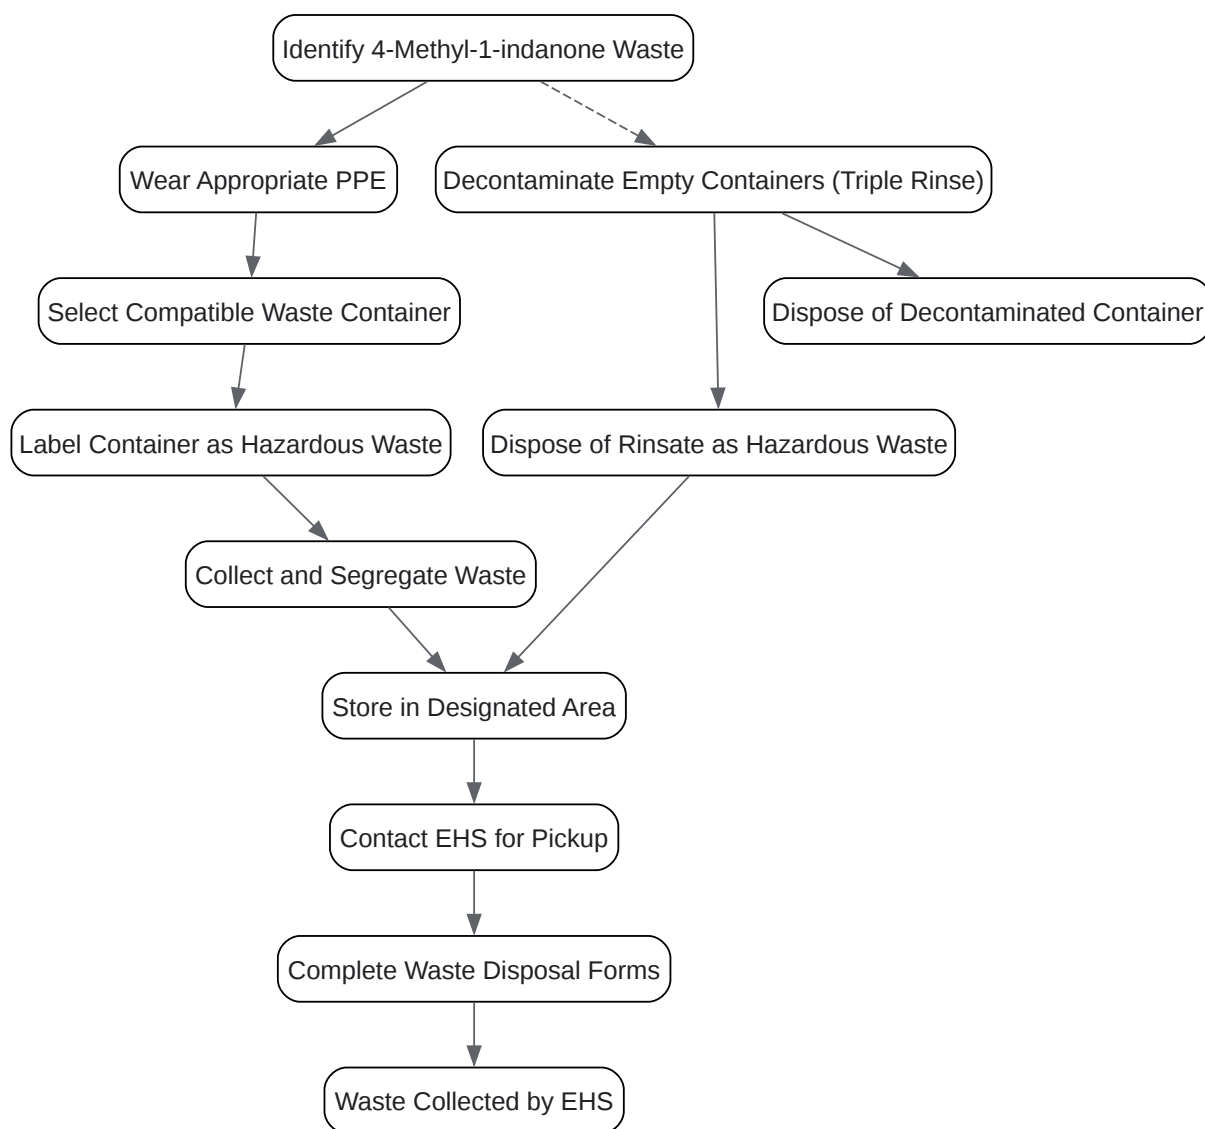 Identify 4-Methyl-1-indanone Waste
Wear Appropriate PPE
Decontaminate Empty Containers (Triple Rinse)
Select Compatible Waste Container
Dispose of Decontaminated Container
Label Container as Hazardous Waste
Dispose of Rinsate as Hazardous Waste
Collect and Segregate Waste
Store in Designated Area
Contact EHS for Pickup
Complete Waste Disposal Forms
Waste Collected by EHS